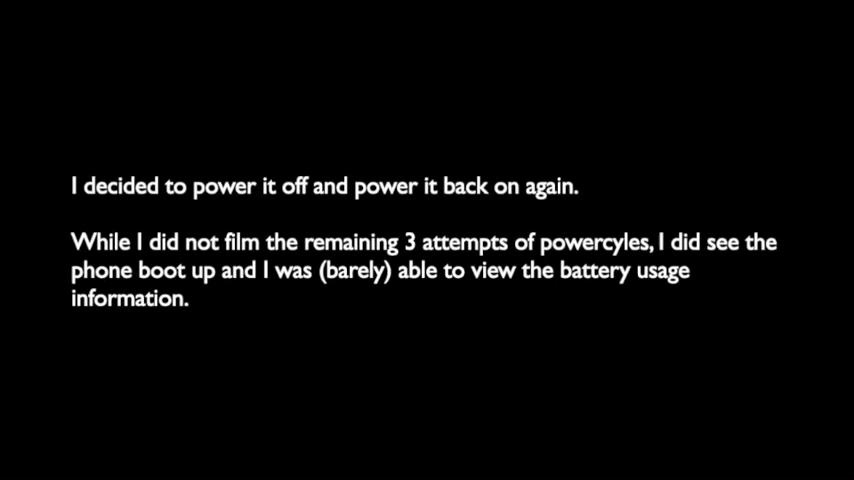 I decided to power it off and power it back on again.
While I did not film the remaining 3 attempts of powercyles, I did see the
phone boot up and I was (barely) able to view the battery usage
information.